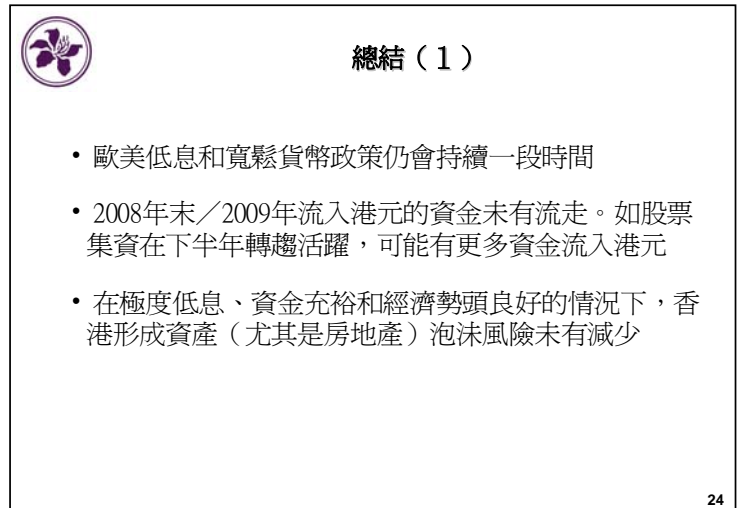 總結（１）
• 歐美低息和寬鬆貨幣政策仍會持續一段時間
• 2008年末／2009年流入港元的資金未有流走。如股票
集資在下半年轉趨活躍，可能有更多資金流入港元
• 在極度低息、資金充裕和經濟勢頭良好的情況下，香
港形成資產（尤其是房地產）泡沬風險未有減少
24